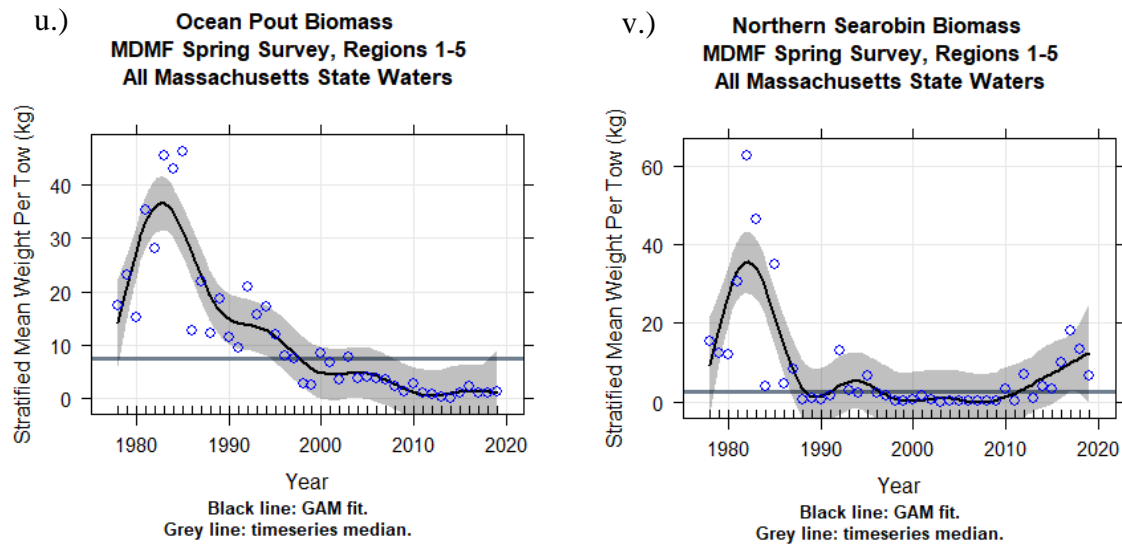 u.)
Ocean Pout Biomass
MDMF Spring Survey, Regions 1-5
All Massachusetts State Waters
Stratified Mean Weight Per Tow (kg)
40
30
20
10
0
1980 1990 2000 2010 2020
Year
Black line: GAM fit.
Grey line: timeseries median.
v.)
Northern Searobin Biomass
MDMF Spring Survey, Regions 1-5
All Massachusetts State Waters
Stratified Mean Weight Per Tow (kg)
60
40
20
0
1980 1990 2000 2010 2020
Year
Black line: GAM fit.
Grey line: timeseries median.